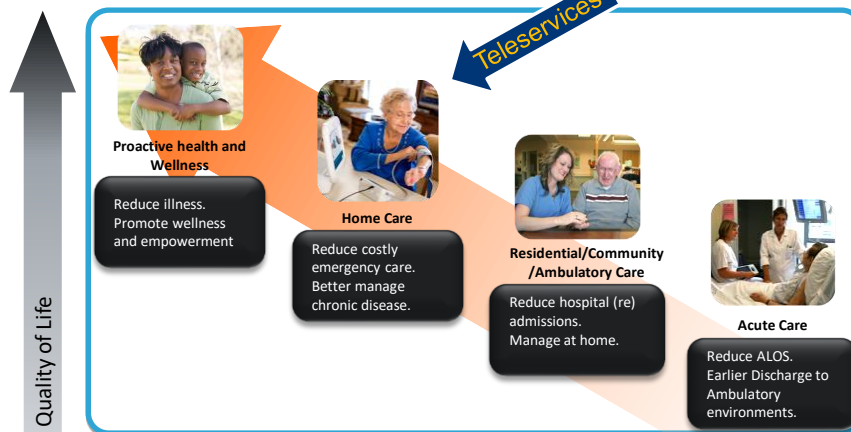 Teleservices
Proactive health and
Wellness
Reduce illness.
Promote wellness
and empowerment
Home Care
Reduce costly
emergency care.
Better manage
chronic disease.
Residential/Community
/Ambulatory Care
Reduce hospital (re)
admissions.
Manage at home.
Acute Care
Reduce ALOS.
Earlier Discharge to
Ambulatory
environments.
Quality of Life